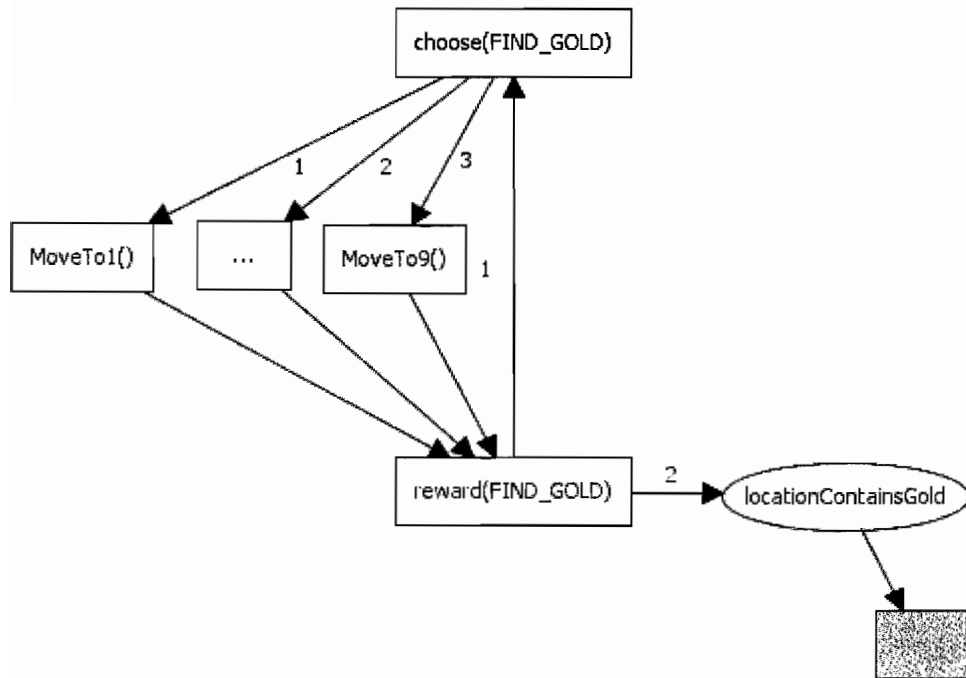 choose(FIND_GOLD)
1
2
3
MoveTo1()
...
MoveTo9()
1
reward(FIND_GOLD)
2
locationContainsGold